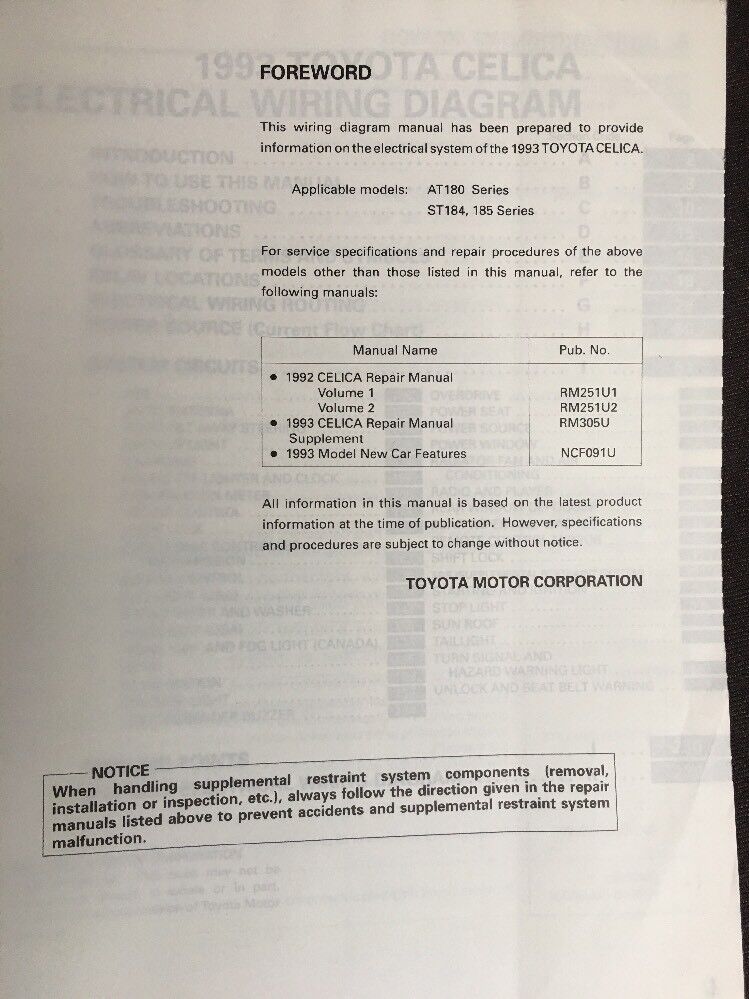 FOREWORD
This wiring diagram manual has been prepared to provide
information on the electrical system of the 1993 TOYOTA CELICA.
Applicable models: AT180 Series
ST184, 185 Series
For service specifications and repair procedures of the above
models other than those listed in this manual, refer to the
following manuals:
Manual Name Pub. No.
● 1992 CELICA Repair Manual
Volume 1 RM251U1
Volume 2 RM251U2
● 1993 CELICA Repair Manual RM305U
Supplement
● 1993 Model New Car Features NCF091U
All information in this manual is based on the latest product
information at the time of publication. However, specifications
and procedures are subject to change without notice.
TOYOTA MOTOR CORPORATION
NOTICE
When handling supplemental restraint system components (removal,
installation or inspection, etc.), always follow the direction given in the repair
manuals listed above to prevent accidents and supplemental restraint system
malfunction.